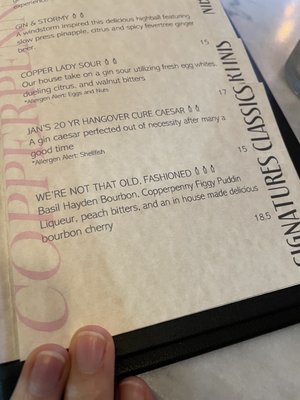 GIN & STORMY
A windstorm inspired this delicious highball featuring
slow press pineapple, citrus and spicy fevertree ginger
beer.
15
COPPER LADY SOUR
Our house take on a gin sour utilizing fresh egg whites,
dueling citrus, and walnut bitters
*Allergen Alert: Eggs and Nuts
17
JAN'S 20 YR HANGOVER CURE CAESAR
A gin caesar perfected out of necessity after many a
good time
*Allergen Alert: Shellfish
15
WE'RE NOT THAT OLD, FASHIONED
Basil Hayden Bourbon, Copperpenny Figgy Puddin
Liqueur, peach bitters, and an in house made delicious
bourbon cherry
18.5
COPPERPENN
SIGNATURES CLASSICS